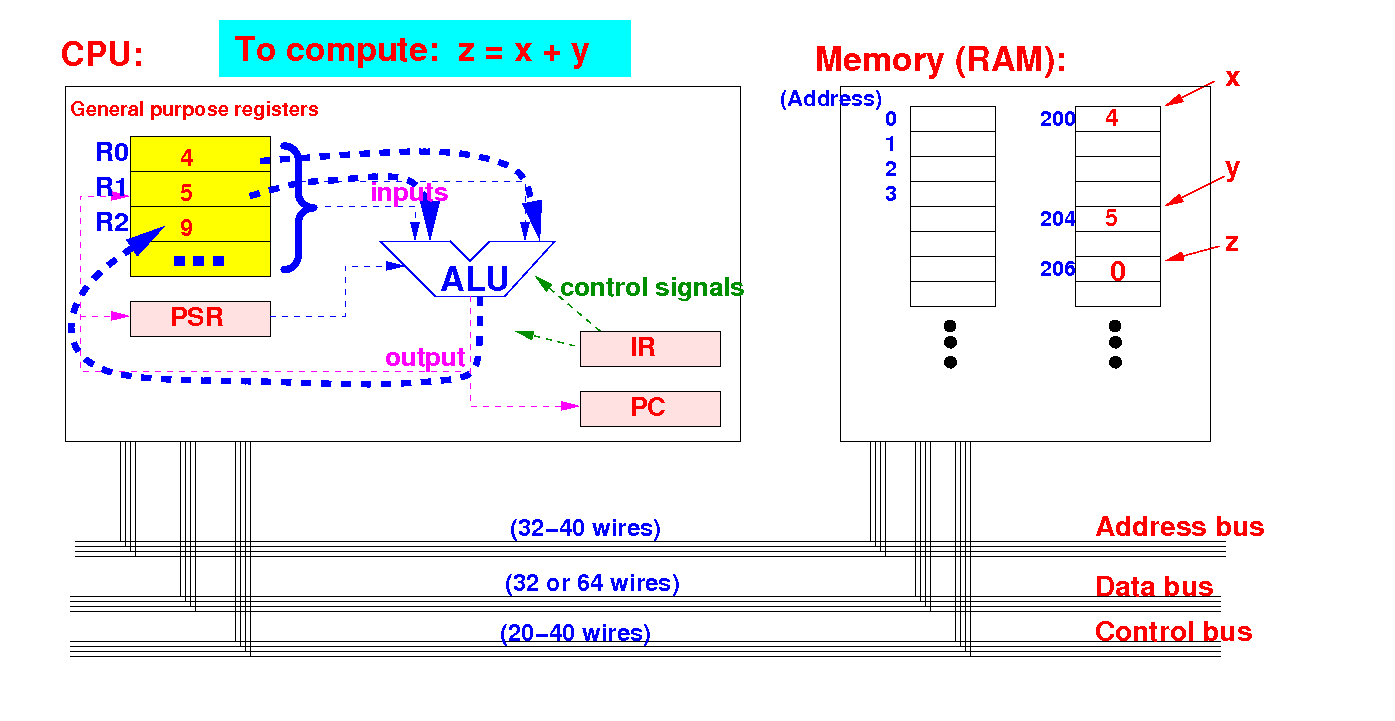 CPU:
To compute: z = x + y
Memory (RAM):
x
General purpose registers
(Address)
R0
4
0
200
4
1
R1
5
inputs
2
y
3
R2
9
204
5
z
ALU
206
0
control signals
PSR
IR
output
PC
(32–40 wires)
Address bus
(32 or 64 wires)
Data bus
(20–40 wires)
Control bus